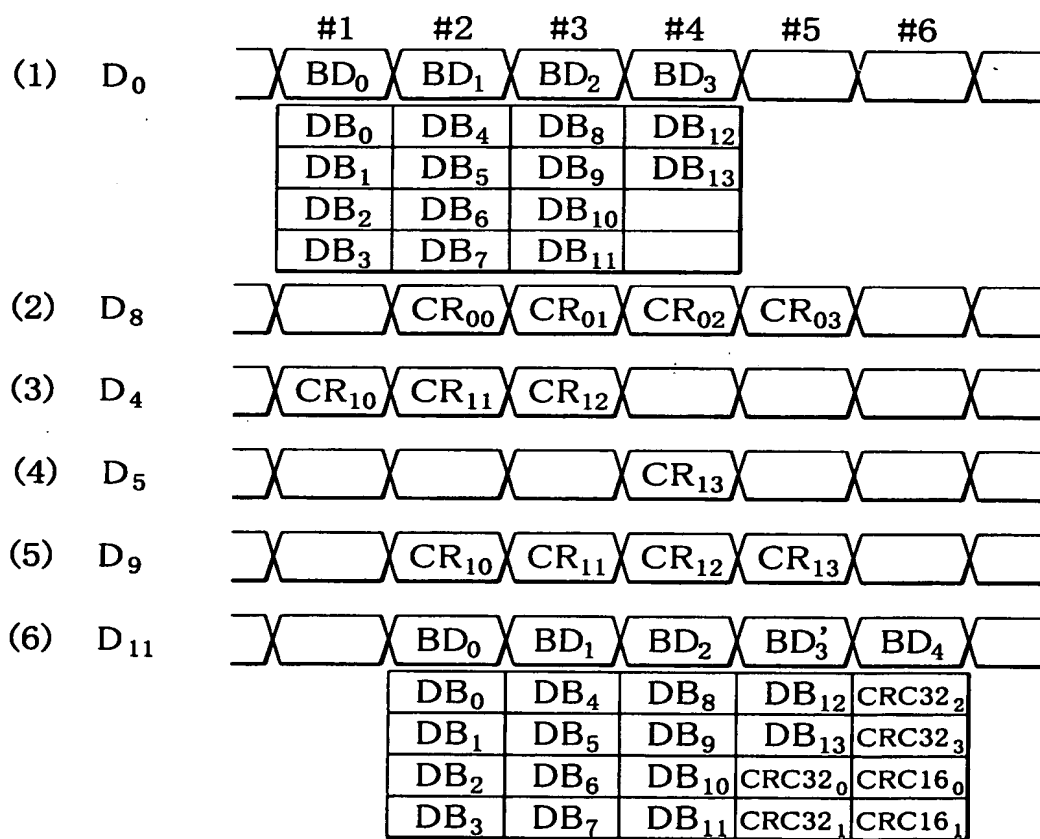 #1 #2 #3 #4 #5 #6
(1) D₀ BD₀ BD₁ BD₂ BD₃
DB₀ DB₄ DB₈ DB₁₂
DB₁ DB₅ DB₉ DB₁₃
DB₂ DB₆ DB₁₀
DB₃ DB₇ DB₁₁
(2) D₈ CR₀₀ CR₀₁ CR₀₂ CR₀₃
(3) D₄ CR₁₀ CR₁₁ CR₁₂
(4) D₅ CR₁₃
(5) D₉ CR₁₀ CR₁₁ CR₁₂ CR₁₃
(6) D₁₁ BD₀ BD₁ BD₂ BD₃' BD₄
DB₀ DB₄ DB₈ DB₁₂ CRC32₂
DB₁ DB₅ DB₉ DB₁₃ CRC32₃
DB₂ DB₆ DB₁₀ CRC32₀ CRC16₀
DB₃ DB₇ DB₁₁ CRC32₁ CRC16₁